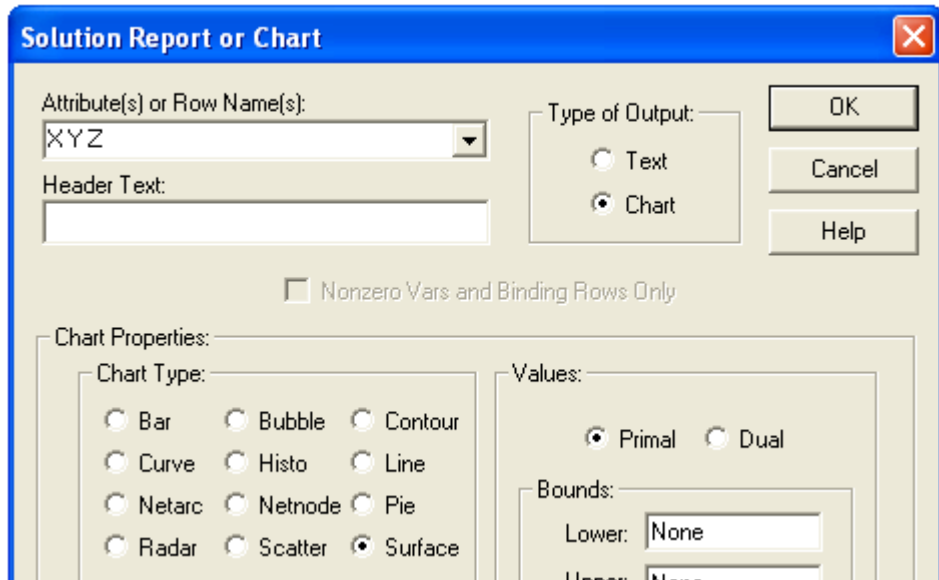 Solution Report or Chart
Attribute(s) or Row Name(s):
XYZ
Header Text:
Type of Output:
Text
Chart
OK
Cancel
Help
Nonzero Vars and Binding Rows Only
Chart Properties:
Chart Type:
Bar Bubble Contour
Curve Histo Line
Netarc Netnode Pie
Radar Scatter Surface
Values:
Primal Dual
Bounds:
Lower: None